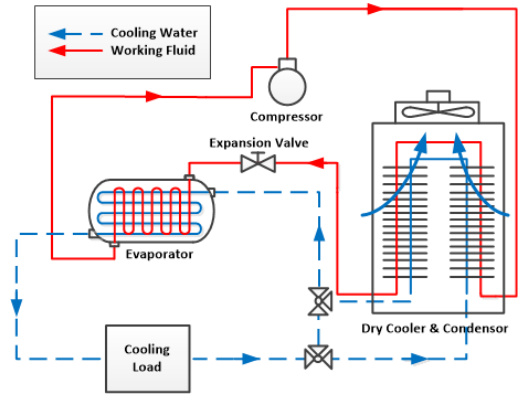 Cooling Water
Working Fluid
Compressor
Expansion Valve
Evaporator
Dry Cooler & Condensor
Cooling
Load